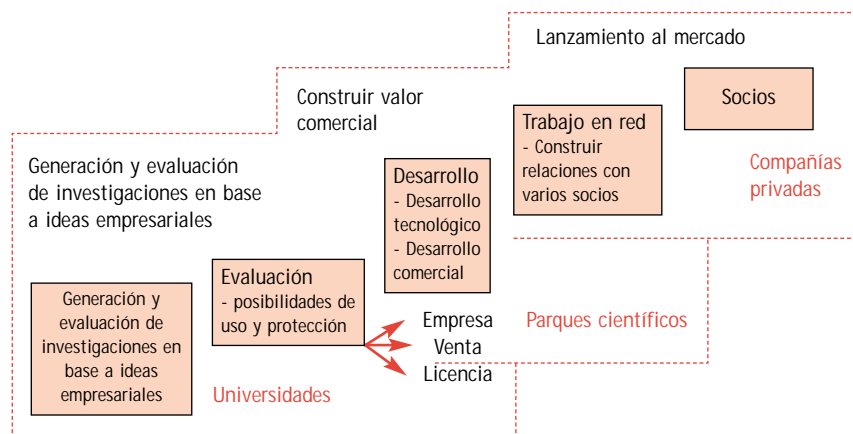 Lanzamiento al mercado
Socios
Compañías
privadas
Construir valor
comercial
Trabajo en red
- Construir
relaciones con
varios socios
Generación y evaluación
de investigaciones en base
a ideas empresariales
Desarrollo
- Desarrollo
tecnológico
- Desarrollo
comercial
Parques científicos
Evaluación
- posibilidades de
uso y protección
Empresa
Venta
Licencia
Generación y
evaluación de
investigaciones en
base a ideas
empresariales
Universidades